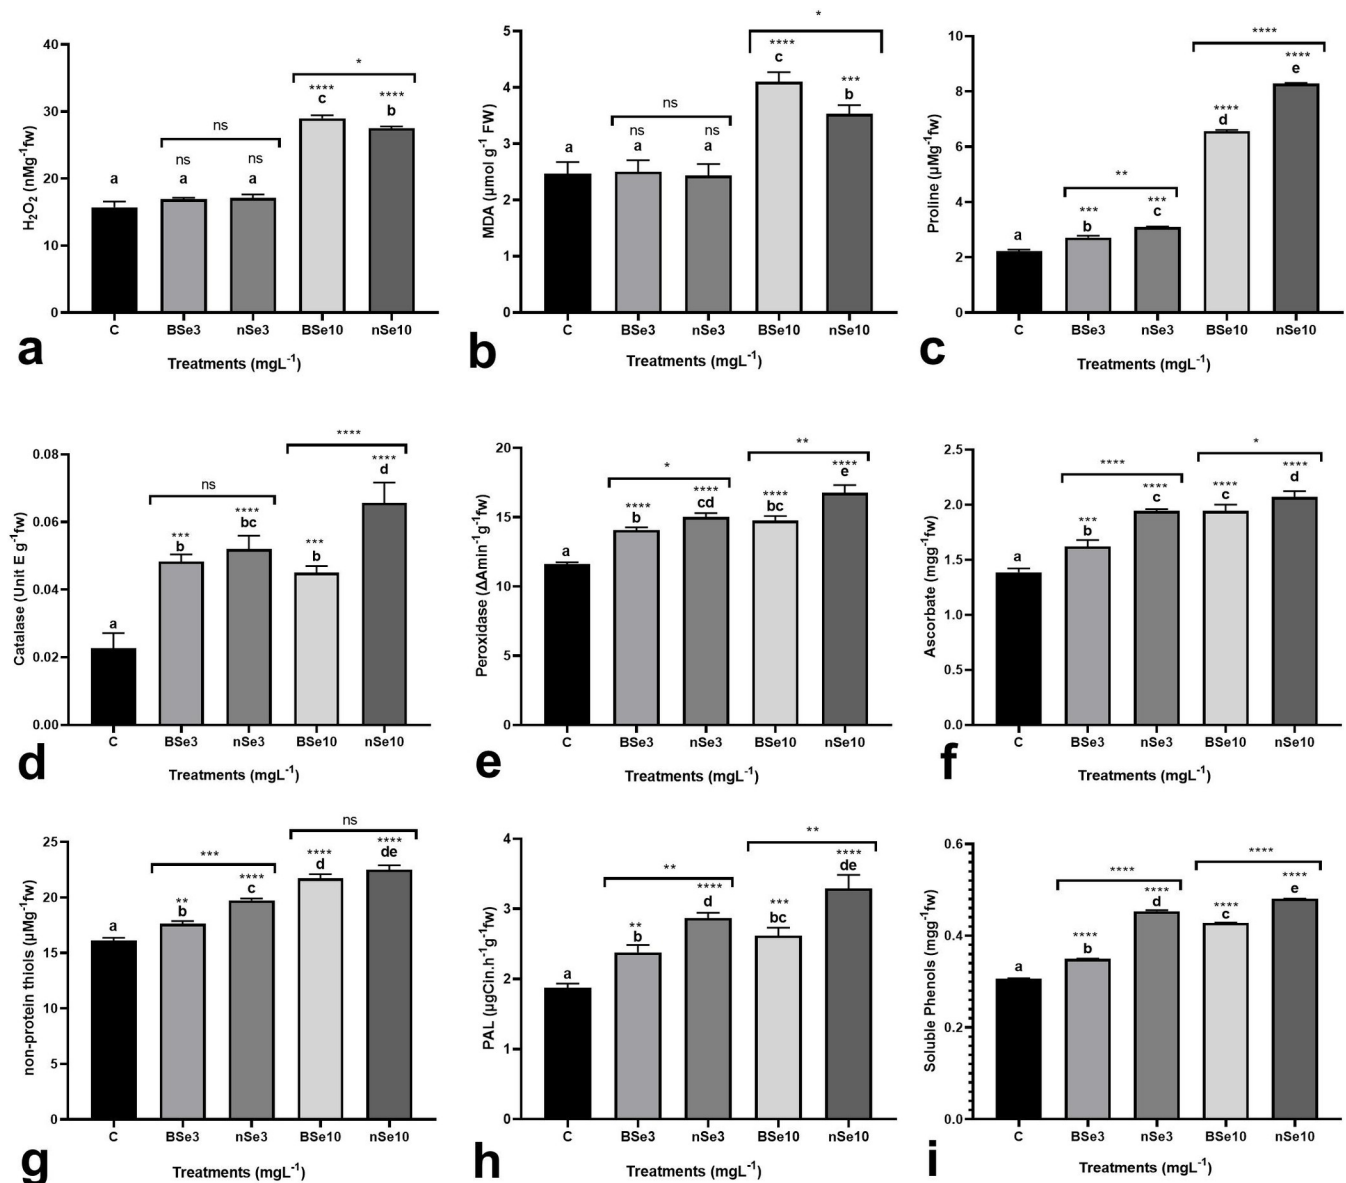 40
30
20
10
0
H₂O₂ (nMg⁻¹fw)
a
ns
a
ns
a
ns
****
c
****
b
*
C BSe3 nSe3 BSe10 nSe10
Treatments (mgL⁻¹)
a
5
4
3
2
1
0
MDA (μmol g⁻¹ FW)
a
ns
a
ns
a
ns
****
c
***
b
*
C BSe3 nSe3 BSe10 nSe10
Treatments (mgL⁻¹)
b
10
8
6
4
2
0
Proline (μMg⁻¹fw)
a
***
b
***
c
**
****
d
****
e
****
C BSe3 nSe3 BSe10 nSe10
Treatments (mgL⁻¹)
c
0.08
0.06
0.04
0.02
0.00
Catalase (Unit E g⁻¹fw)
a
***
b
****
bc
ns
***
b
****
d
****
C BSe3 nSe3 BSe10 nSe10
Treatments (mgL⁻¹)
d
20
15
10
5
0
Peroxidase (ΔAmin⁻¹g⁻¹fw)
a
****
b
****
cd
*
****
bc
****
e
**
C BSe3 nSe3 BSe10 nSe10
Treatments (mgL⁻¹)
e
2.5
2.0
1.5
1.0
0.5
0.0
Ascorbate (mgg⁻¹fw)
a
***
b
****
c
****
****
c
****
d
*
C BSe3 nSe3 BSe10 nSe10
Treatments (mgL⁻¹)
f
25
20
15
10
5
0
non-protein thiols (μMg⁻¹fw)
a
**
b
****
c
***
****
d
****
de
ns
C BSe3 nSe3 BSe10 nSe10
Treatments (mgL⁻¹)
g
4
3
2
1
0
PAL (μgCin.h⁻¹g⁻¹fw)
a
**
b
****
d
**
***
bc
****
de
**
C BSe3 nSe3 BSe10 nSe10
Treatments (mgL⁻¹)
h
0.6
0.4
0.2
0.0
Soluble Phenols (mgg⁻¹fw)
a
****
b
****
d
****
****
c
****
e
****
C BSe3 nSe3 BSe10 nSe10
Treatments (mgL⁻¹)
i